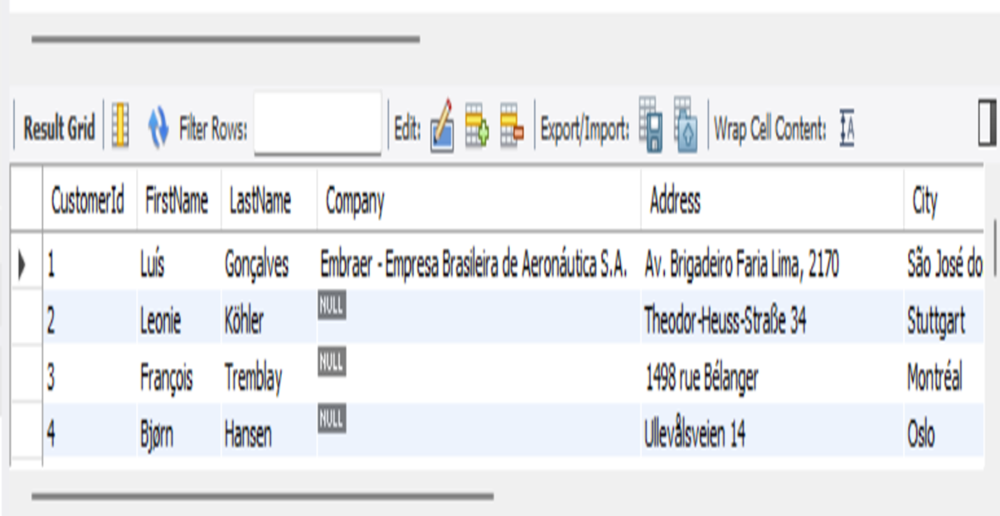 Result Grid Filter Rows: Edit: Export/Import: Wrap Cell Content: A
CustomerId FirstName LastName Company Address City
1 Luís Gonçalves Embraer - Empresa Brasileira de Aeronáutica S.A. Av. Brigadeiro Faria Lima, 2170 São José do
2 Leonie Köhler NULL Theodor-Heuss-Straße 34 Stuttgart
3 François Tremblay NULL 1498 rue Bélanger Montréal
4 Bjørn Hansen NULL Ullevålsveien 14 Oslo